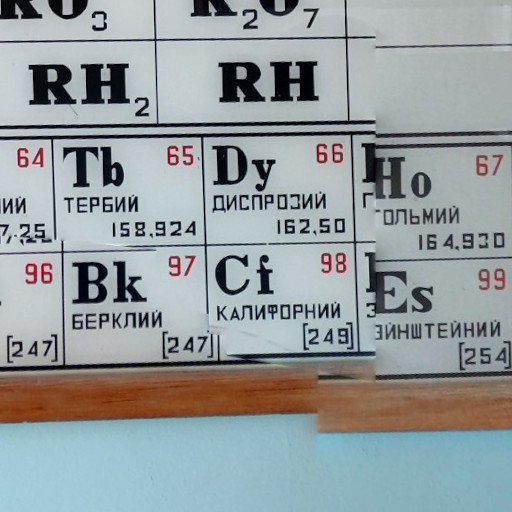 RO₃ R₂O₇
RH₂ RH
64 Tb 65 Dy 66 Ho 67
ТЕРБИЙ ДИСПРОЗИЙ ГОЛЬМИЙ
158,924 162,50 164,930
96 Bk 97 Cf 98 Es 99
БЕРКЛИЙ КАЛИФОРНИЙ ЭЙНШТЕЙНИЙ
[247] [247] [249] [254]